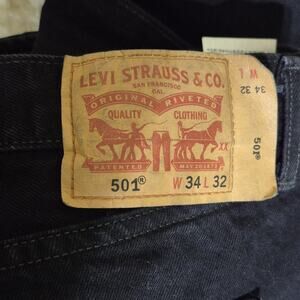 LEVI STRAUSS & CO.
SAN FRANCISCO
CAL.
ORIGINAL RIVETED
QUALITY CLOTHING
XX
PATENTED MAY 20 1873
501® W 34 L 32
W L
34 32
501®